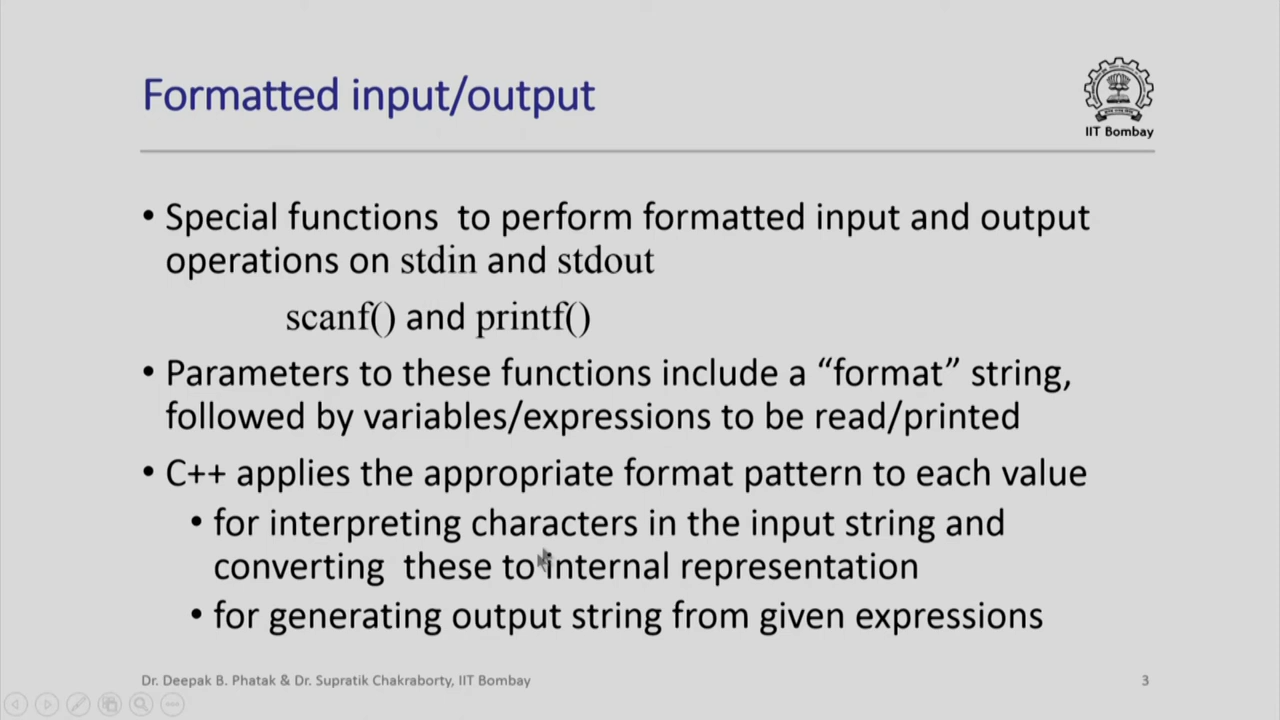 Formatted input/output
IIT Bombay
• Special functions to perform formatted input and output
operations on stdin and stdout
scanf() and printf()
• Parameters to these functions include a “format” string,
followed by variables/expressions to be read/printed
• C++ applies the appropriate format pattern to each value
• for interpreting characters in the input string and
converting these to internal representation
• for generating output string from given expressions
Dr. Deepak B. Phatak & Dr. Supratik Chakraborty, IIT Bombay
3